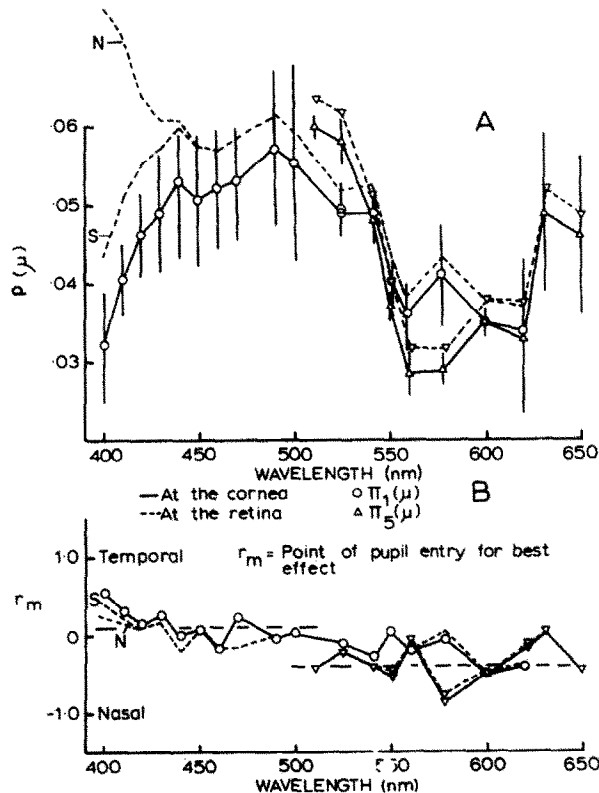 N
A
·06
·05
S
p(μ)
·04
·03
400 450 500 550 600 650
WAVELENGTH (nm)
B
At the cornea ○ Π₁(μ)
At the retina △ Π₅(μ)
1·0 Temporal rₘ = Point of pupil entry for best
effect
rₘ
S
0
N
-1·0 Nasal
400 450 500 600 650
WAVELENGTH (nm)